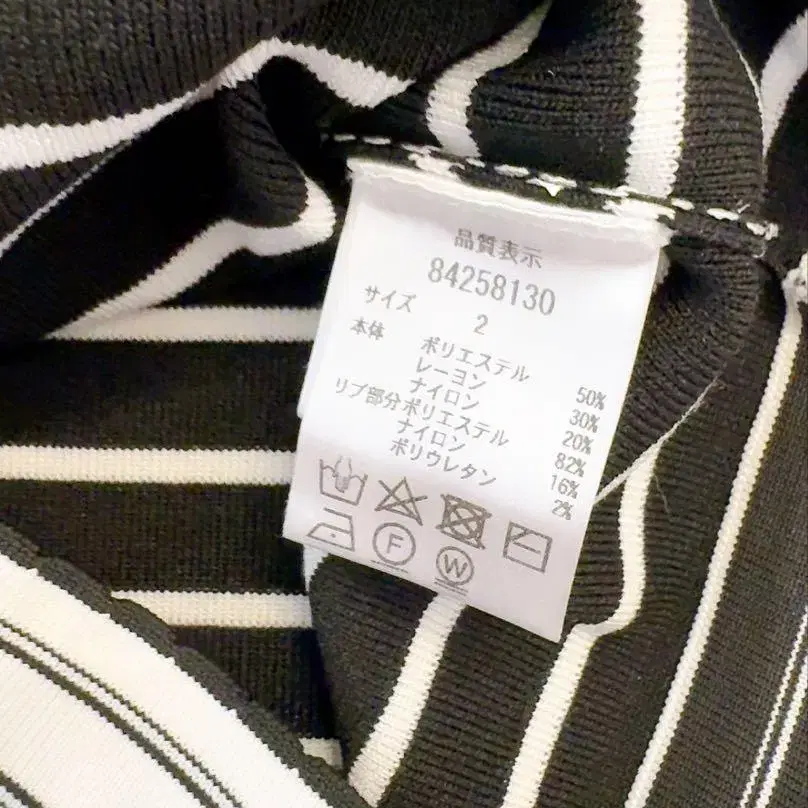 品質表示
84258130
サイズ 2
本体 ポリエステル 50%
レーヨン 30%
ナイロン 20%
リブ部分ポリエステル 82%
ナイロン 16%
ポリウレタン 2%
F
W